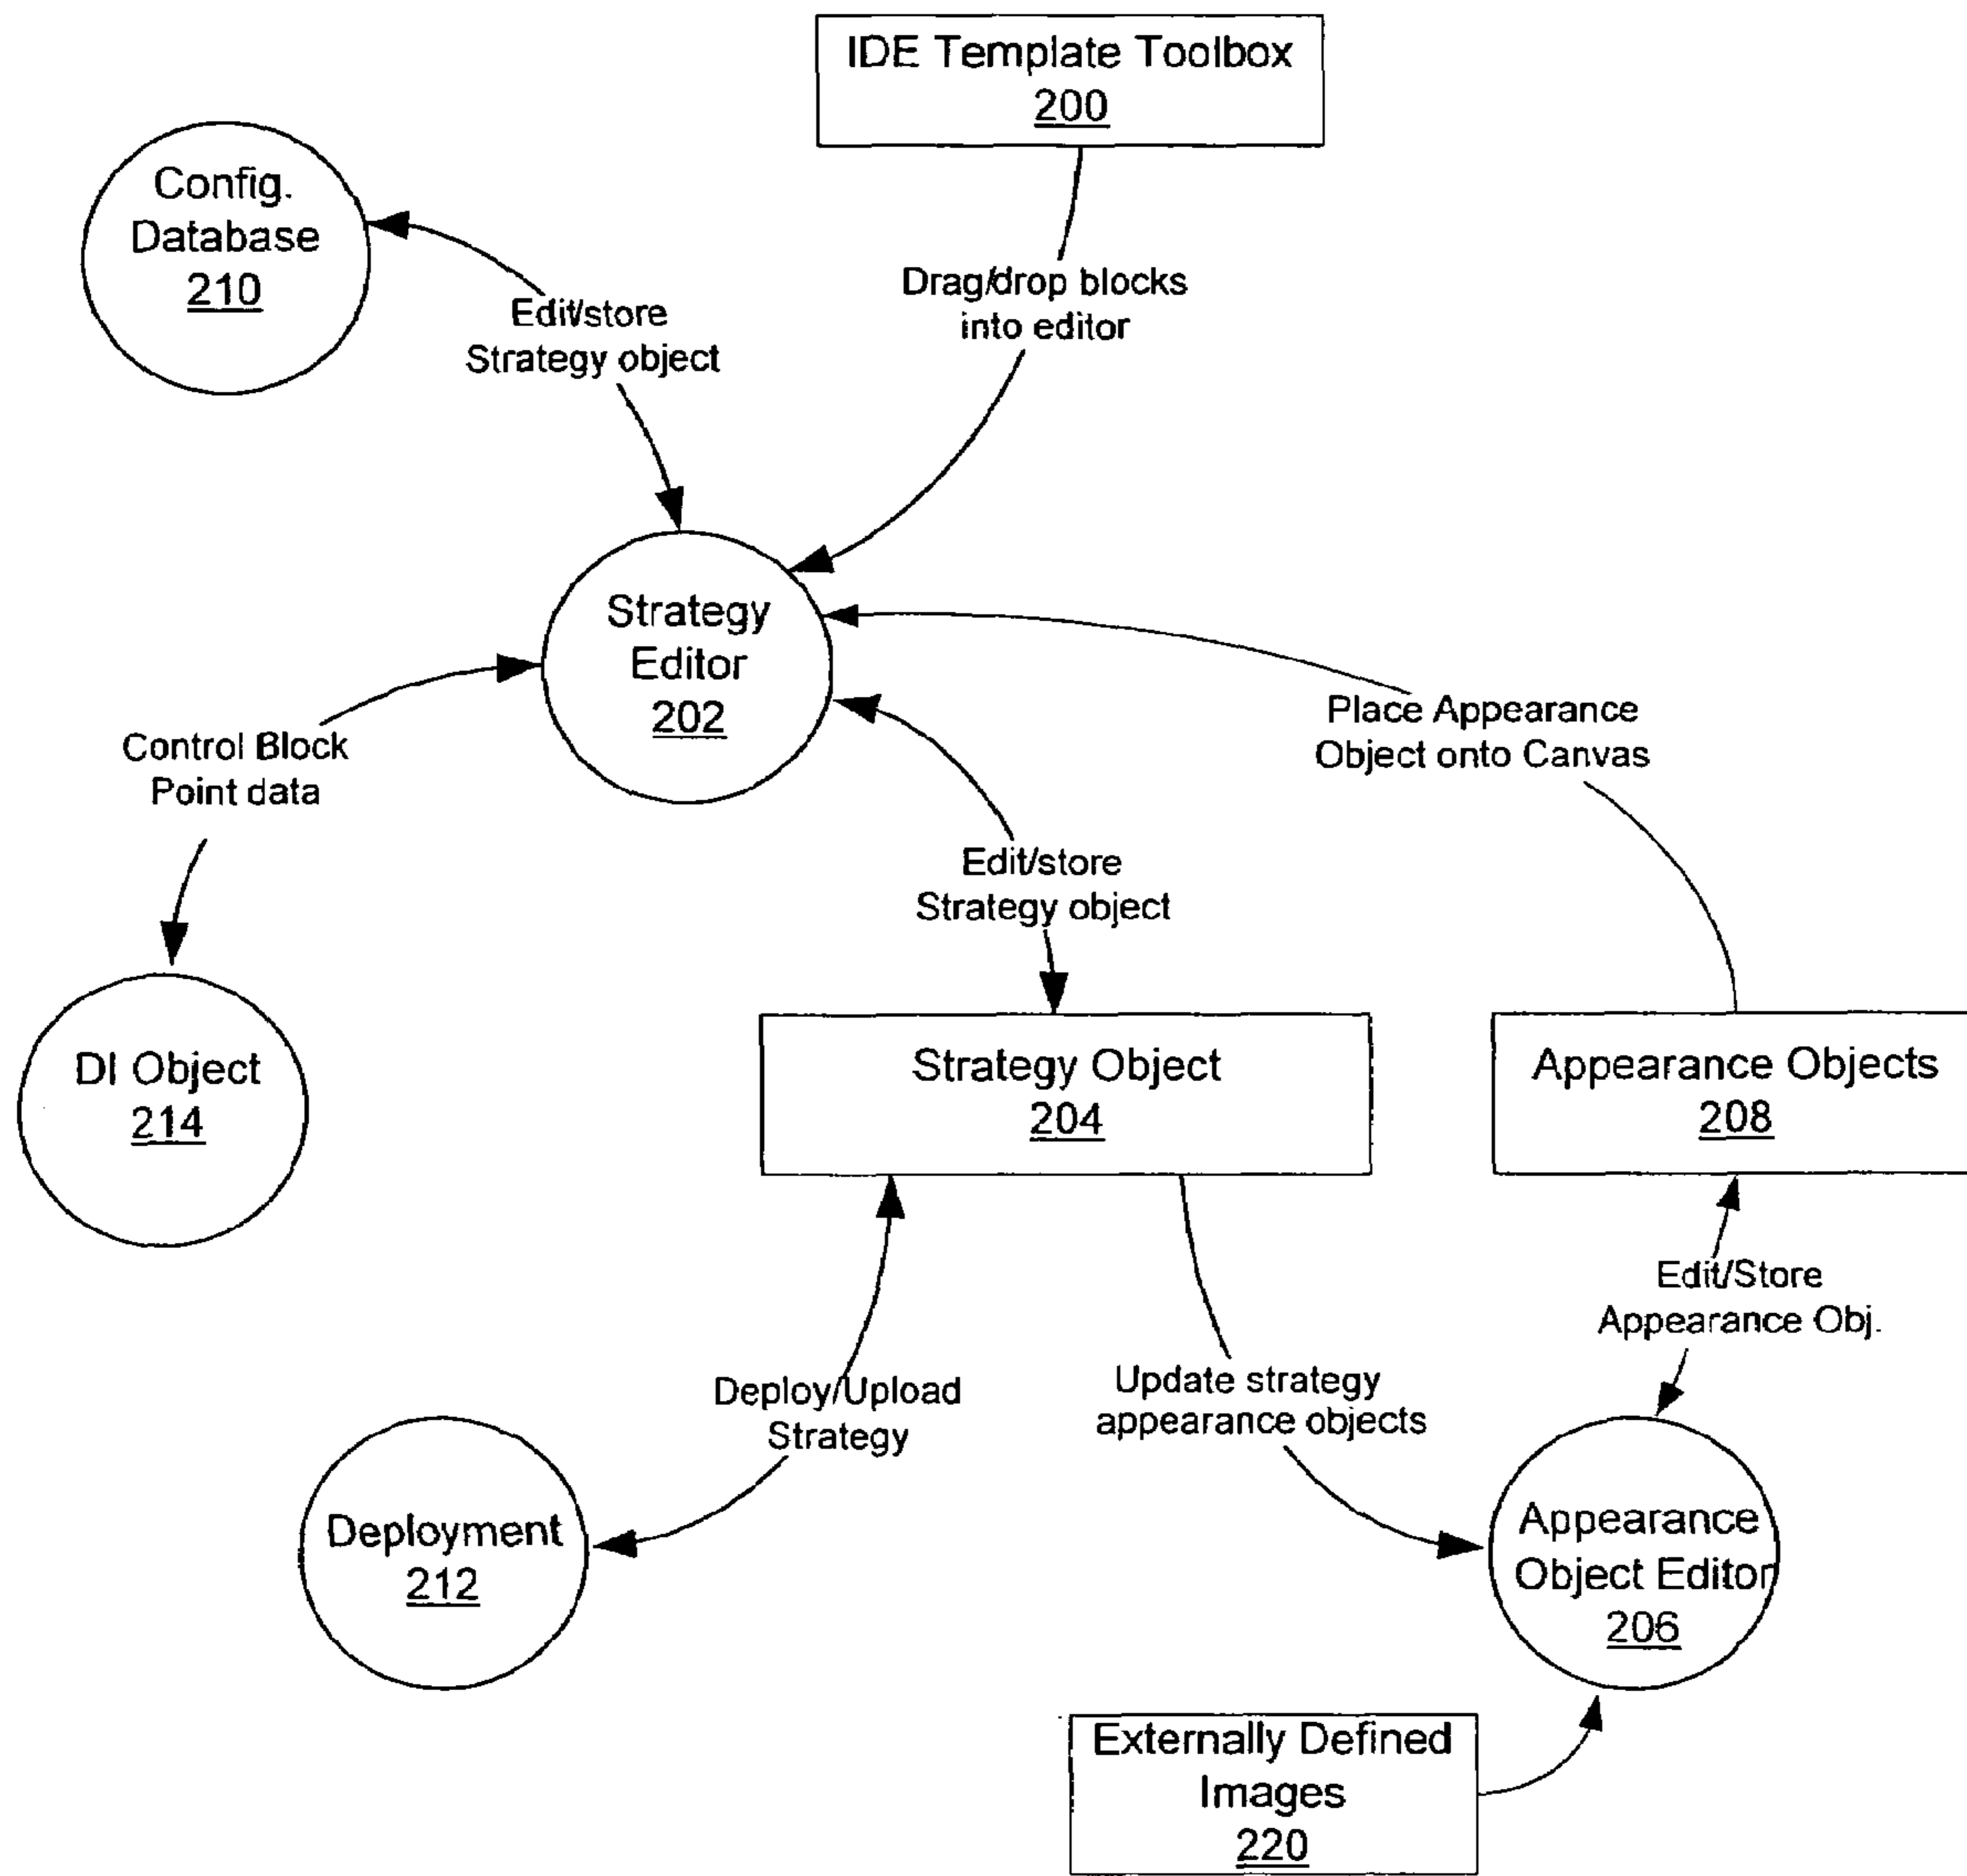 IDE Template Toolbox
200
Config.
Database
210
Drag/drop blocks
into editor
Edit/store
Strategy object
Strategy
Editor
202
Place Appearance
Object onto Canvas
Control Block
Point data
Edit/store
Strategy object
DI Object
214
Strategy Object
204
Appearance Objects
208
Edit/Store
Appearance Obj.
Deploy/Upload
Strategy
Update strategy
appearance objects
Deployment
212
Appearance
Object Editor
206
Externally Defined
Images
220